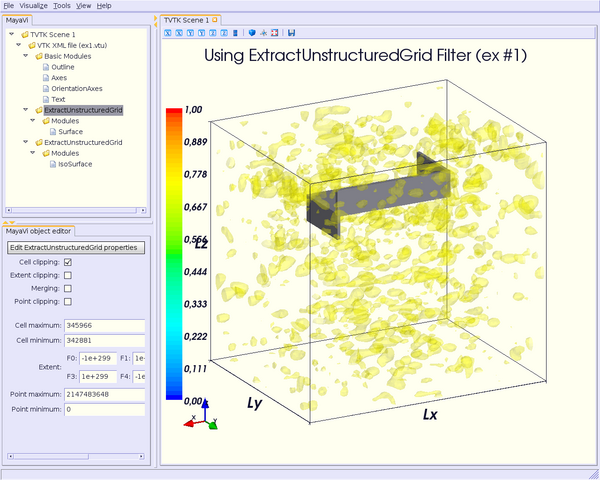 File Visualize Tools View Help
MayaVi
TVTK Scene 1
VTK XML file (ex1.vtu)
Basic Modules
Outline
Axes
OrientationAxes
Text
ExtractUnstructuredGrid
Modules
Surface
ExtractUnstructuredGrid
Modules
IsoSurface
MayaVi object editor
Edit ExtractUnstructuredGrid properties
Cell clipping:
Extent clipping:
Merging:
Point clipping:
Cell maximum: 345966
Cell minimum: 342881
Extent:
F0: -1e+299 F1: 1e
F3: 1e+299 F4: -1e
Point maximum: 2147483648
Point minimum: 0
TVTK Scene 1
Using ExtractUnstructuredGrid Filter (ex #1)
1,00
0,889
0,778
0,667
0,556
Lz
0,444
0,333
0,222
0,111
0,00
Ly
Lx
x